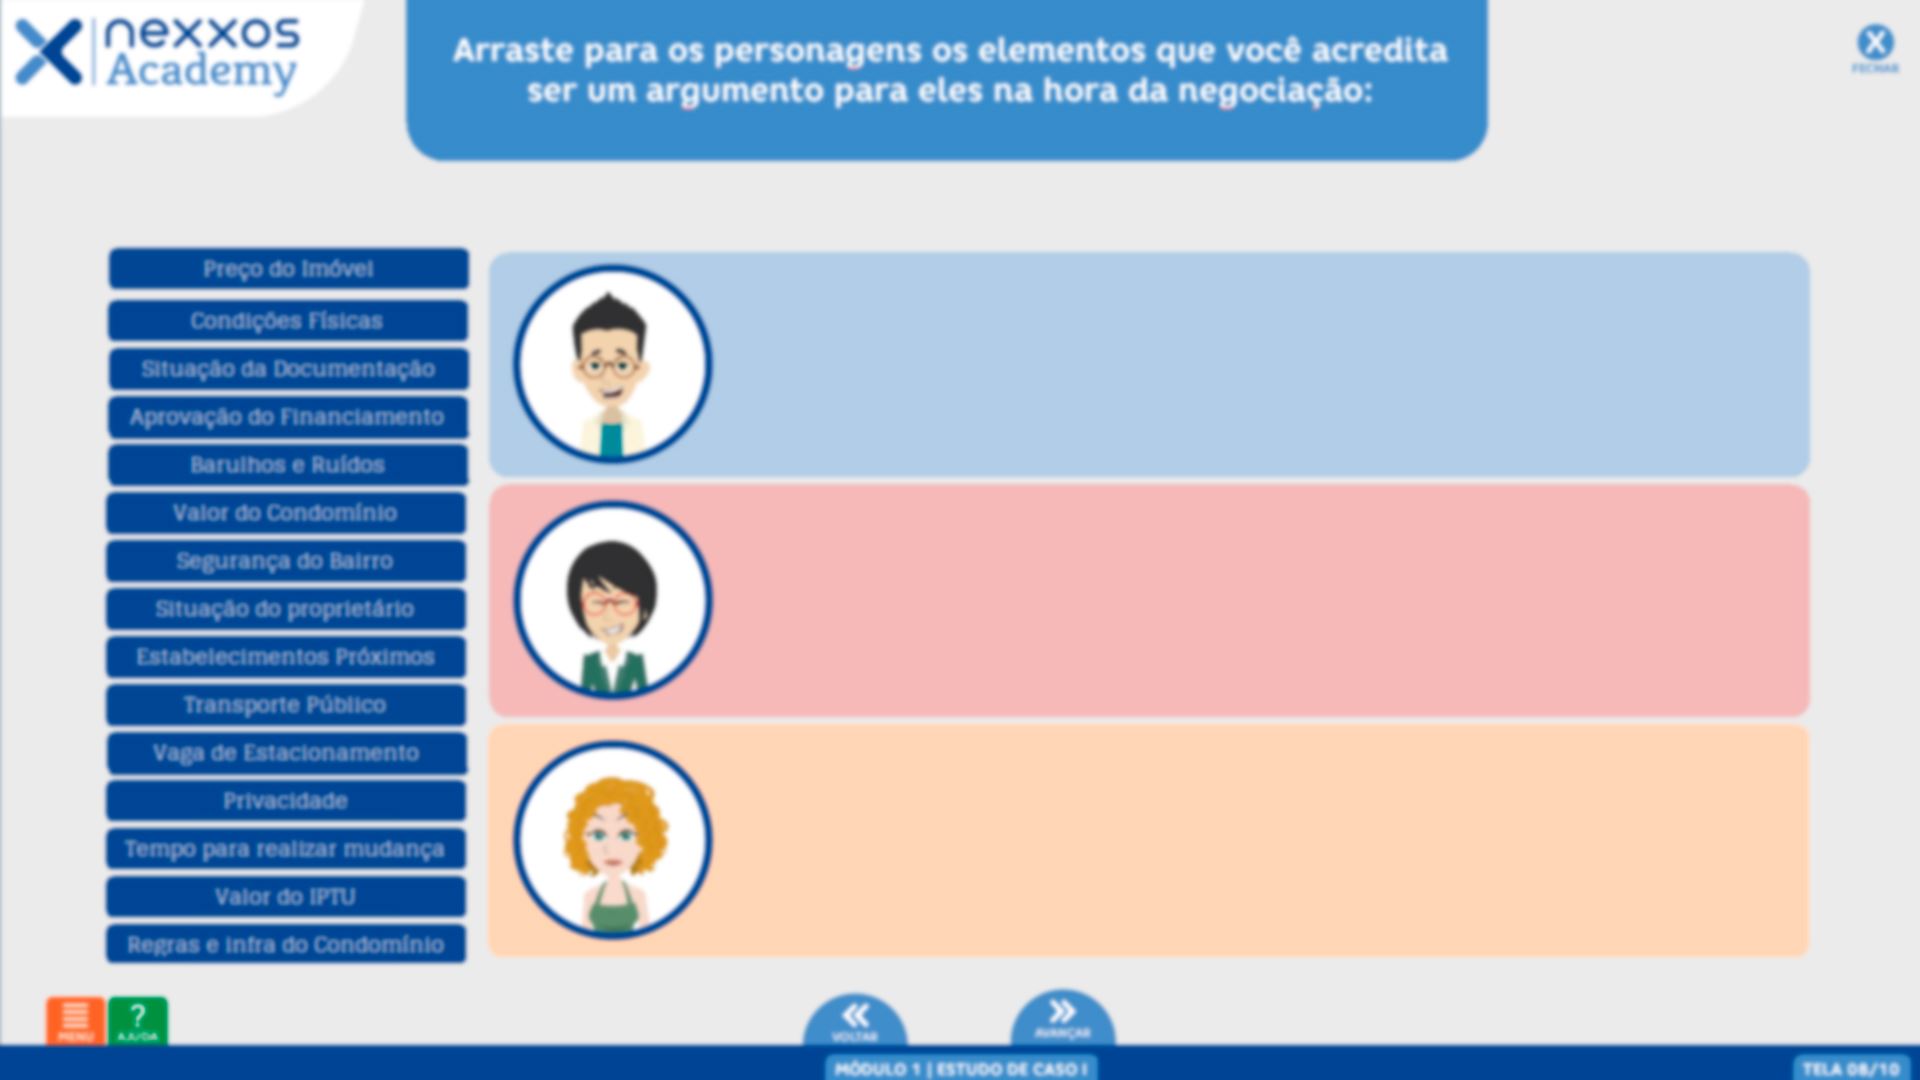 nexxos
Academy
Arraste para os personagens os elementos que você acredita
ser um argumento para eles na hora da negociação:
X
FECHAR
Preço do Imóvel
Condições Físicas
Situação da Documentação
Aprovação do Financiamento
Barulhos e Ruídos
Valor do Condomínio
Segurança do Bairro
Situação do proprietário
Estabelecimentos Próximos
Transporte Público
Vaga de Estacionamento
Privacidade
Tempo para realizar mudança
Valor do IPTU
Regras e infra do Condomínio
MENU
?
AJUDA
VOLTAR
AVANÇAR
MÓDULO 1 | ESTUDO DE CASO I
TELA 08/10